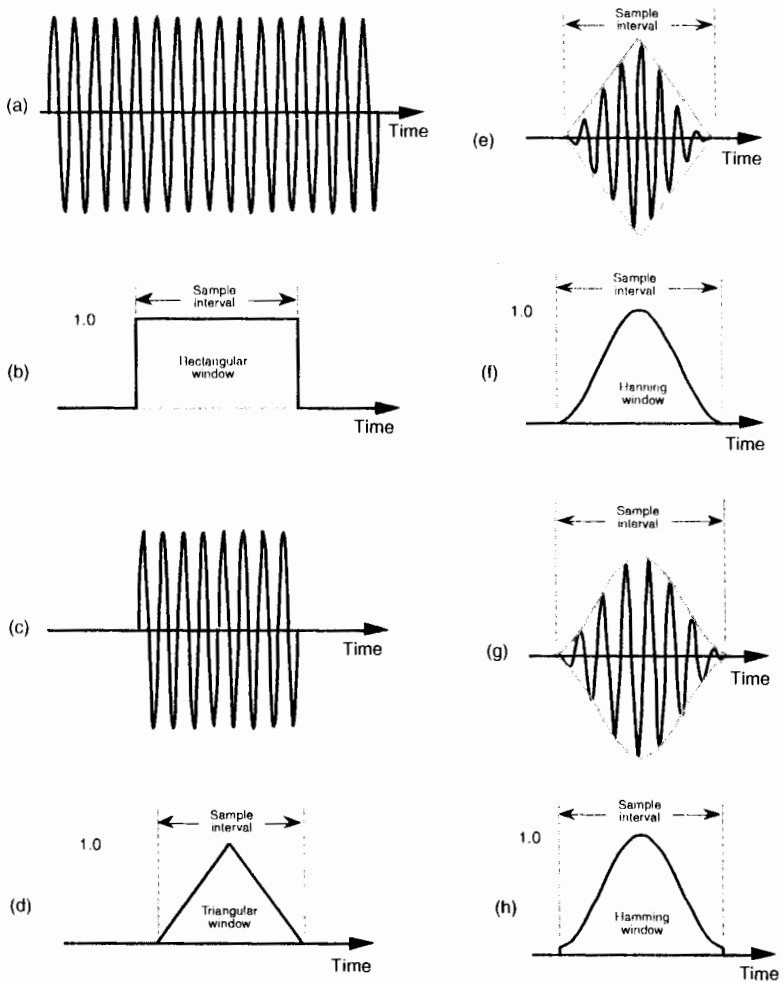 (a)
Time
Sample
interval
1.0
(b)
Rectangular
window
Time
(c)
Time
Sample
interval
1.0
(d)
Triangular
window
Time
Sample
interval
(e)
Time
Sample
interval
1.0
(f)
Hanning
window
Time
Sample
interval
(g)
Time
Sample
interval
1.0
(h)
Hamming
window
Time